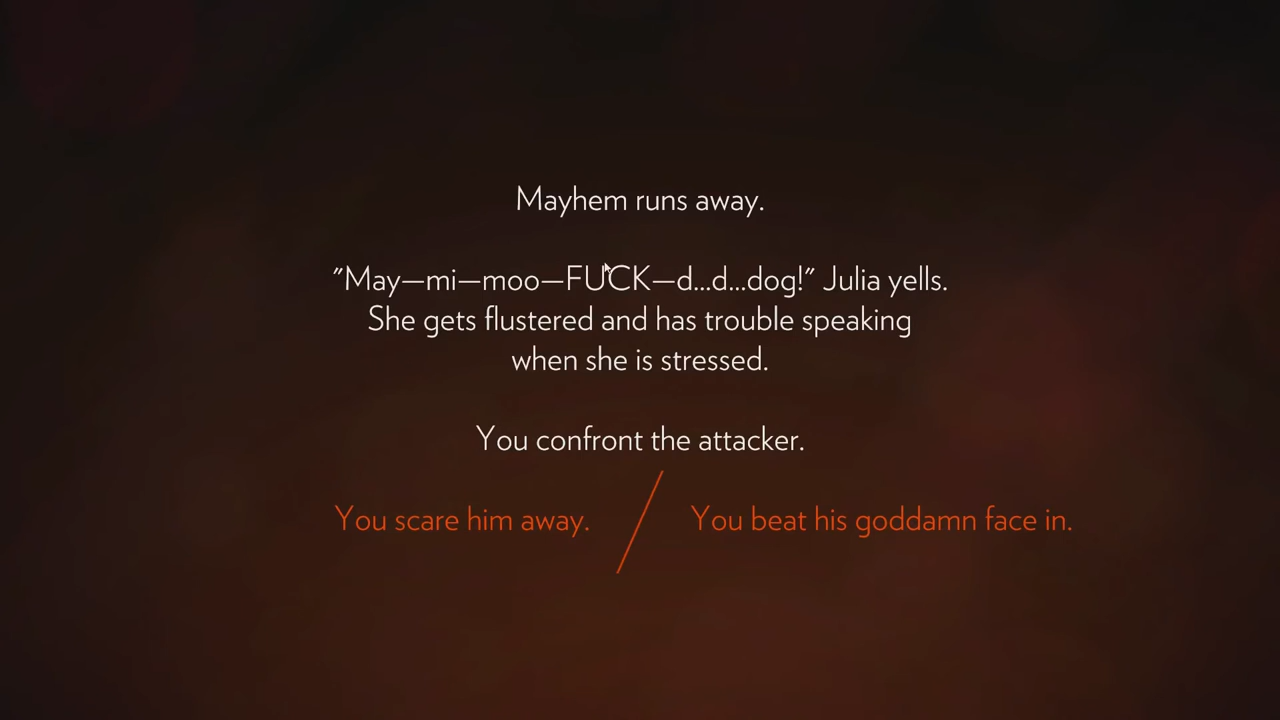 Mayhem runs away.
"May—mi—moo—FUCK—d...d...dog!" Julia yells.
She gets flustered and has trouble speaking
when she is stressed.
You confront the attacker.
You scare him away. / You beat his goddamn face in.